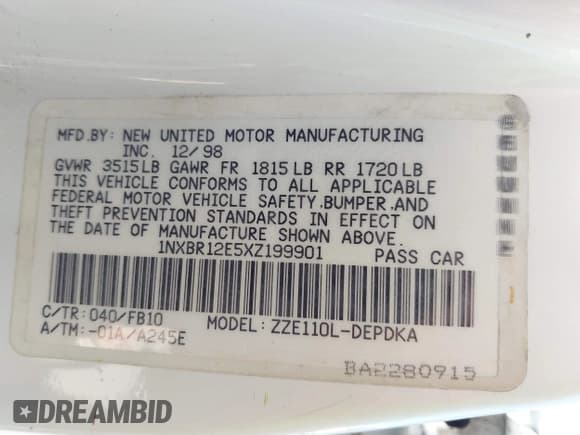 MFD.BY: NEW UNITED MOTOR MANUFACTURING
INC. 12/98
GVWR 3515LB GAWR FR 1815LB RR 1720LB
THIS VEHICLE CONFORMS TO ALL APPLICABLE
FEDERAL MOTOR VEHICLE SAFETY.BUMPER.AND
THEFT PREVENTION STANDARDS IN EFFECT ON
THE DATE OF MANUFACTURE SHOWN ABOVE.
1NXBR12E5XZ199901 PASS CAR
C/TR:040/FB10
A/TM:-01A/A245E MODEL: ZZE110L-DEPDKA
BA2280915
DREAMBID